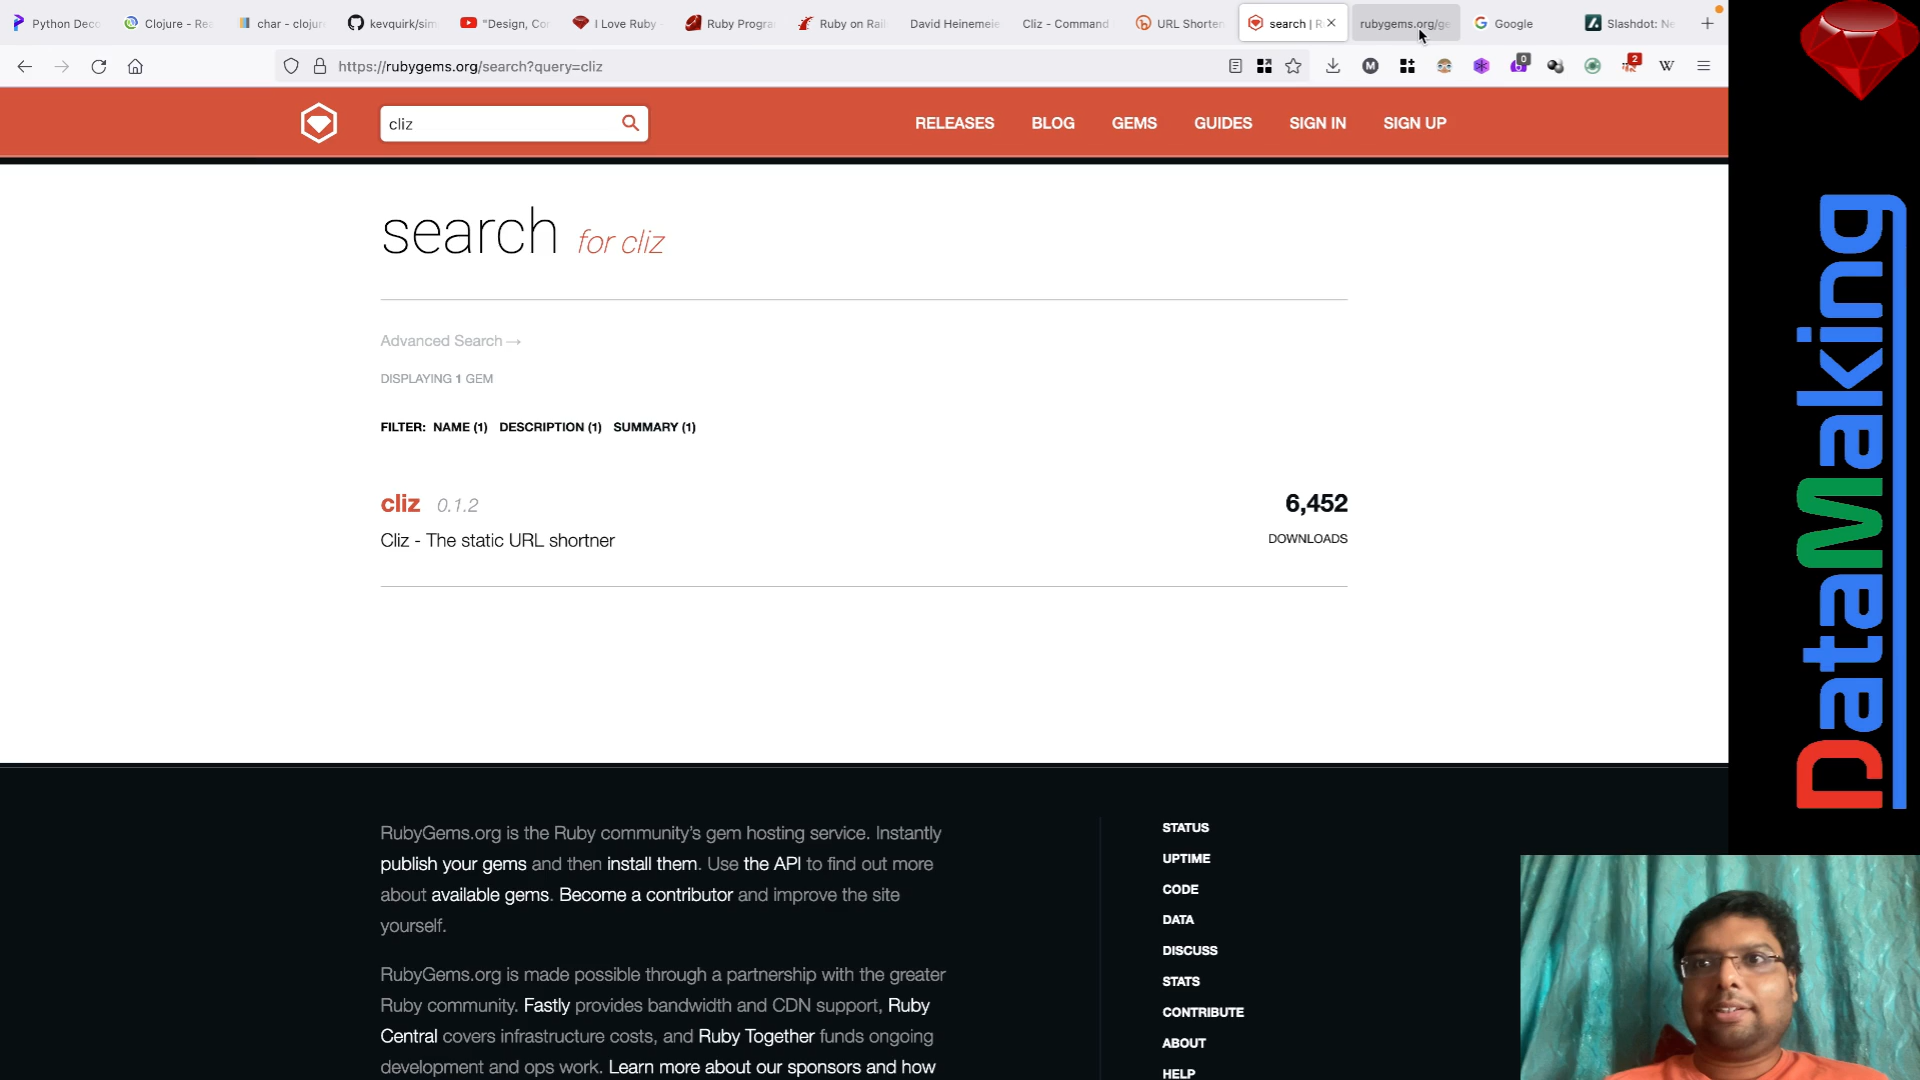 Python Deco
Clojure - Rea
char - clojure
kevquirk/sim
"Design, Co
I Love Ruby -
Ruby Progra
Ruby on Rail
David Heinemeie
Cliz - Command
URL Shorten
search | R
rubygems.org/ge
Google
Slashdot: Ne
https://rubygems.org/search?query=cliz
M
0
2
W
cliz
RELEASES
BLOG
GEMS
GUIDES
SIGN IN
SIGN UP
search for cliz
Advanced Search →
DISPLAYING 1 GEM
FILTER: NAME (1) DESCRIPTION (1) SUMMARY (1)
cliz 0.1.2
6,452
Cliz - The static URL shortner
DOWNLOADS
RubyGems.org is the Ruby community's gem hosting service. Instantly
publish your gems and then install them. Use the API to find out more
about available gems. Become a contributor and improve the site
yourself.
RubyGems.org is made possible through a partnership with the greater
Ruby community. Fastly provides bandwidth and CDN support, Ruby
Central covers infrastructure costs, and Ruby Together funds ongoing
development and ops work. Learn more about our sponsors and how
STATUS
UPTIME
CODE
DATA
DISCUSS
STATS
CONTRIBUTE
ABOUT
HELP
DataMaking